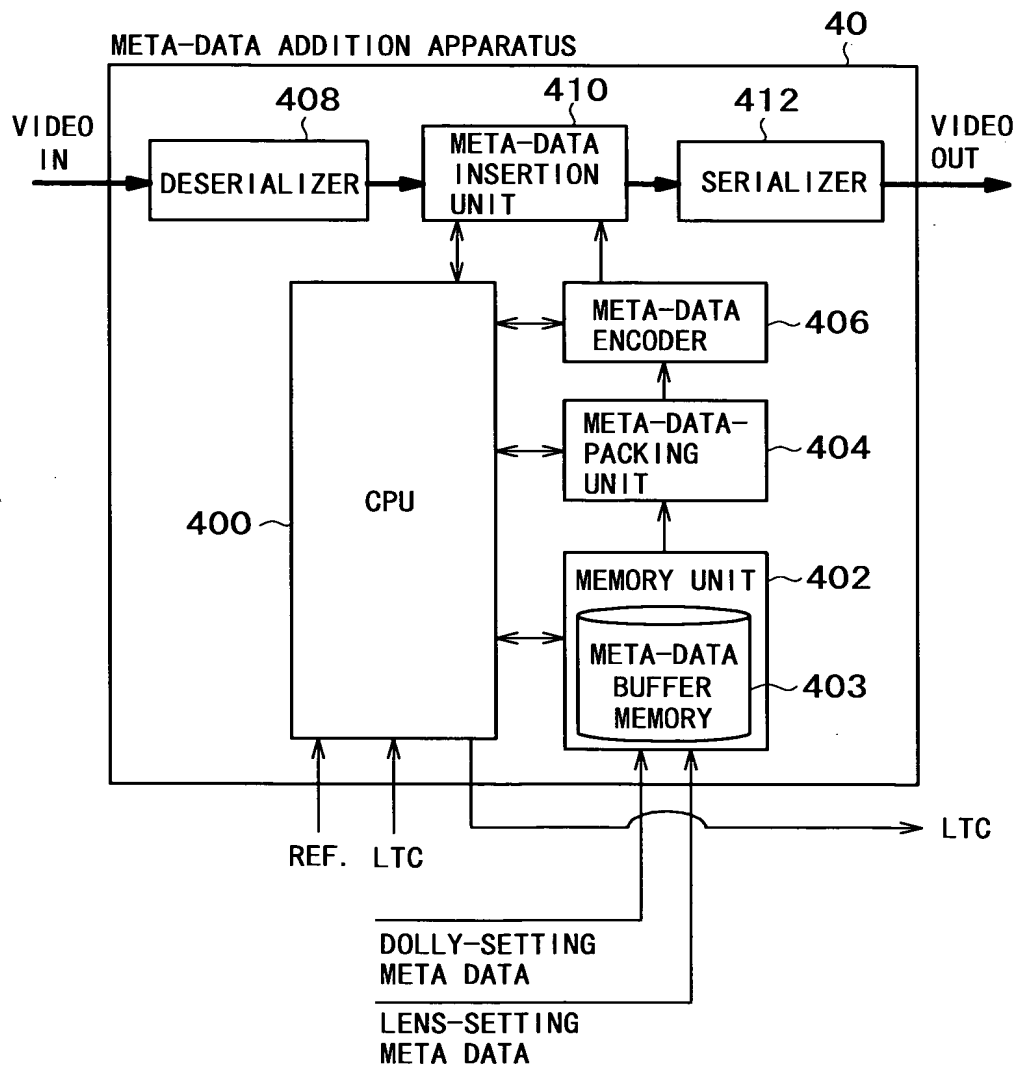 40
META-DATA ADDITION APPARATUS
408
410
412
VIDEO
IN
DESERIALIZER
META-DATA
INSERTION
UNIT
SERIALIZER
VIDEO
OUT
META-DATA
ENCODER
406
META-DATA-
PACKING
UNIT
404
400
CPU
MEMORY UNIT
402
META-DATA
BUFFER
MEMORY
403
REF.
LTC
LTC
DOLLY-SETTING
META DATA
LENS-SETTING
META DATA